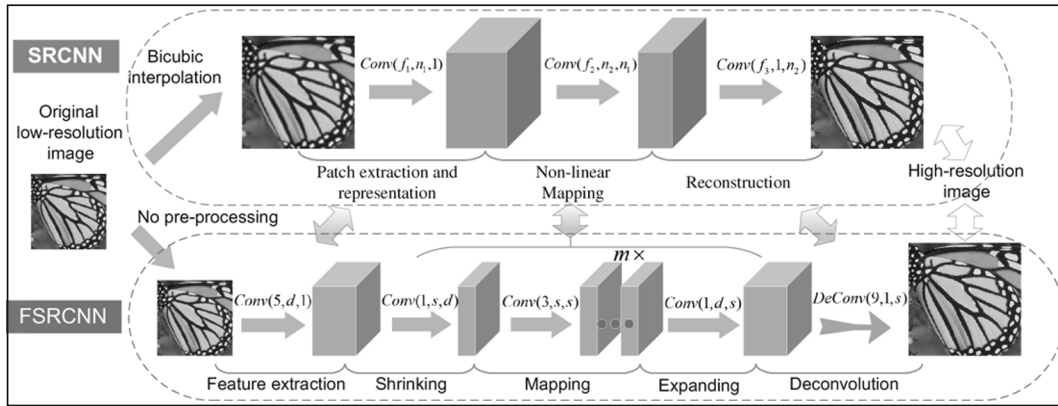 SRCNN
Bicubic
interpolation
Original
low-resolution
image
Conv(f₁,n₁,1)
Conv(f₂,n₂,n₁)
Conv(f₃,1,n₂)
Patch extraction and
representation
Non-linear
Mapping
Reconstruction
High-resolution
image
No pre-processing
FSRCNN
m×
Conv(5,d,1)
Conv(1,s,d)
Conv(3,s,s)
Conv(1,d,s)
DeConv(9,1,s)
Feature extraction
Shrinking
Mapping
Expanding
Deconvolution